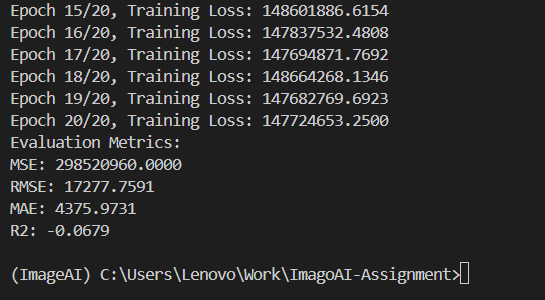 Epoch 15/20, Training Loss: 148601886.6154
Epoch 16/20, Training Loss: 147837532.4808
Epoch 17/20, Training Loss: 147694871.7692
Epoch 18/20, Training Loss: 148664268.1346
Epoch 19/20, Training Loss: 147682769.6923
Epoch 20/20, Training Loss: 147724653.2500
Evaluation Metrics:
MSE: 298520960.0000
RMSE: 17277.7591
MAE: 4375.9731
R2: -0.0679
(ImageAI) C:\Users\Lenovo\Work\ImagoAI-Assignment>